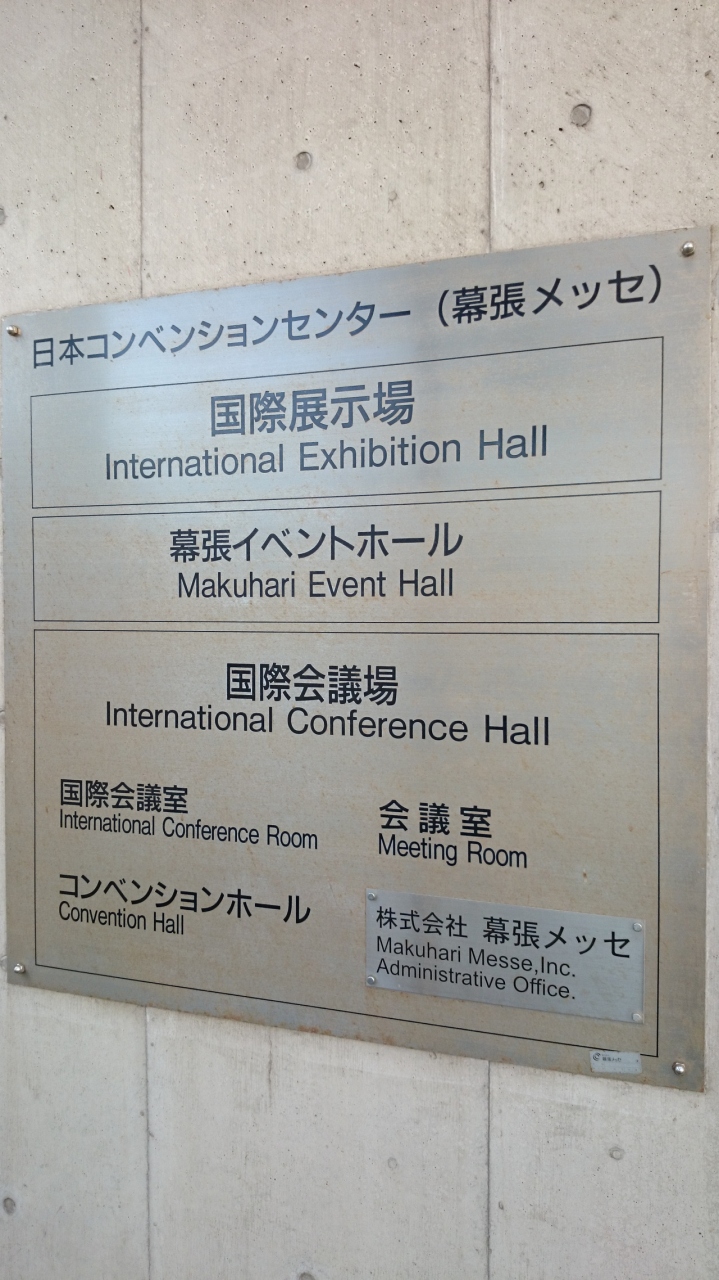 日本コンベンションセンター（幕張メッセ）
国際展示場
International Exhibition Hall
幕張イベントホール
Makuhari Event Hall
国際会議場
International Conference Hall
国際会議室
International Conference Room
会議室
Meeting Room
コンベンションホール
Convention Hall
株式会社 幕張メッセ
Makuhari Messe,Inc.
Administrative Office.